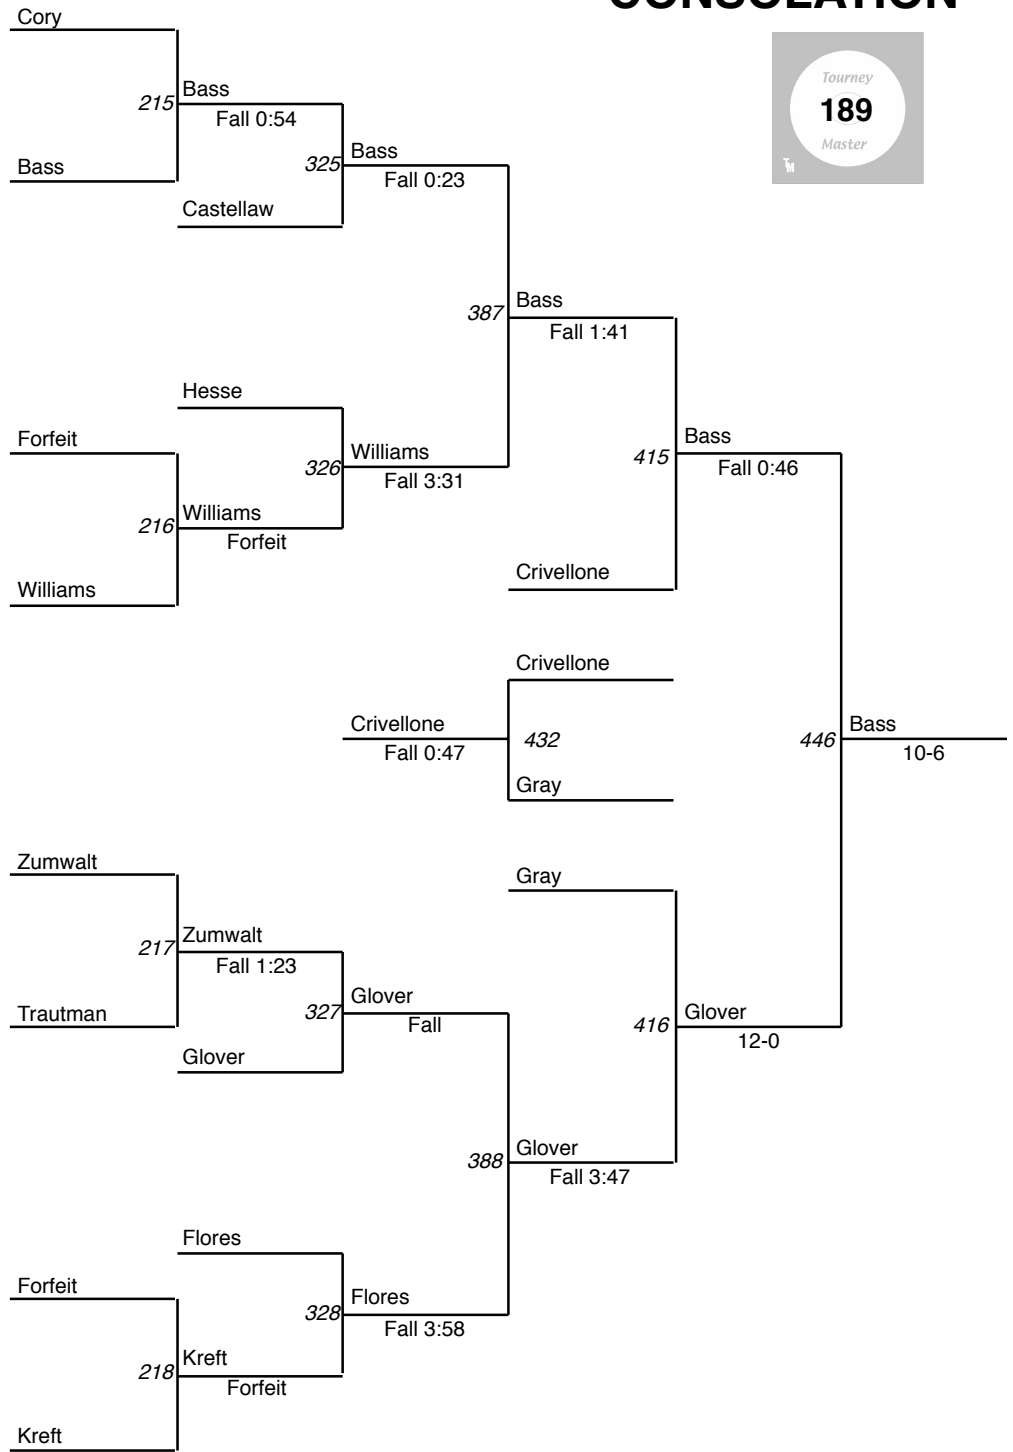 CONSOLATION
Cory
Tourney
189
Master
TM
215
Bass
Fall 0:54
Bass
325
Bass
Fall 0:23
Castellaw
387
Bass
Fall 1:41
Hesse
Forfeit
326
Williams
Fall 3:31
415
Bass
Fall 0:46
216
Williams
Forfeit
Williams
Crivellone
Crivellone
Crivellone
Fall 0:47
432
Gray
446
Bass
10-6
Zumwalt
Gray
217
Zumwalt
Fall 1:23
Trautman
327
Glover
Fall
Glover
416
Glover
12-0
388
Glover
Fall 3:47
Flores
Forfeit
328
Flores
Fall 3:58
218
Kreft
Forfeit
Kreft